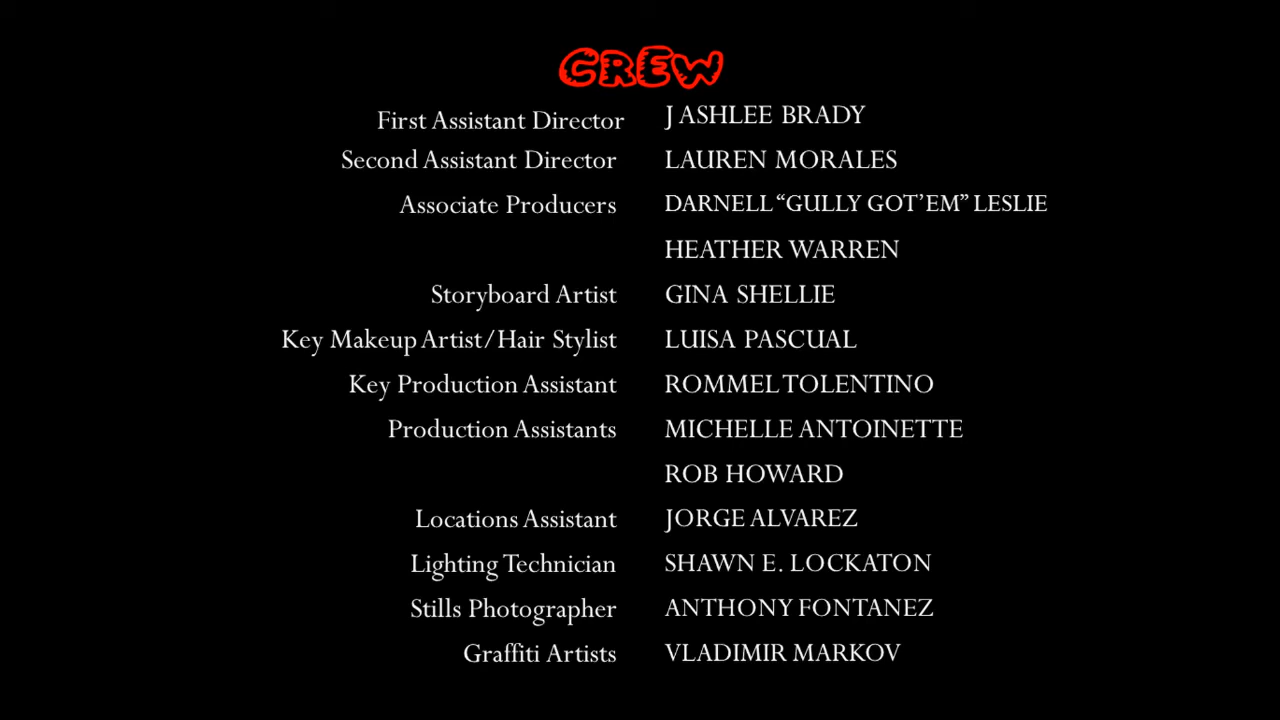 CREW
First Assistant Director J ASHLEE BRADY
Second Assistant Director LAUREN MORALES
Associate Producers DARNELL “GULLY GOT’EM” LESLIE
HEATHER WARREN
Storyboard Artist GINA SHELLIE
Key Makeup Artist/Hair Stylist LUISA PASCUAL
Key Production Assistant ROMMEL TOLENTINO
Production Assistants MICHELLE ANTOINETTE
ROB HOWARD
Locations Assistant JORGE ALVAREZ
Lighting Technician SHAWN E. LOCKATON
Stills Photographer ANTHONY FONTANEZ
Graffiti Artists VLADIMIR MARKOV